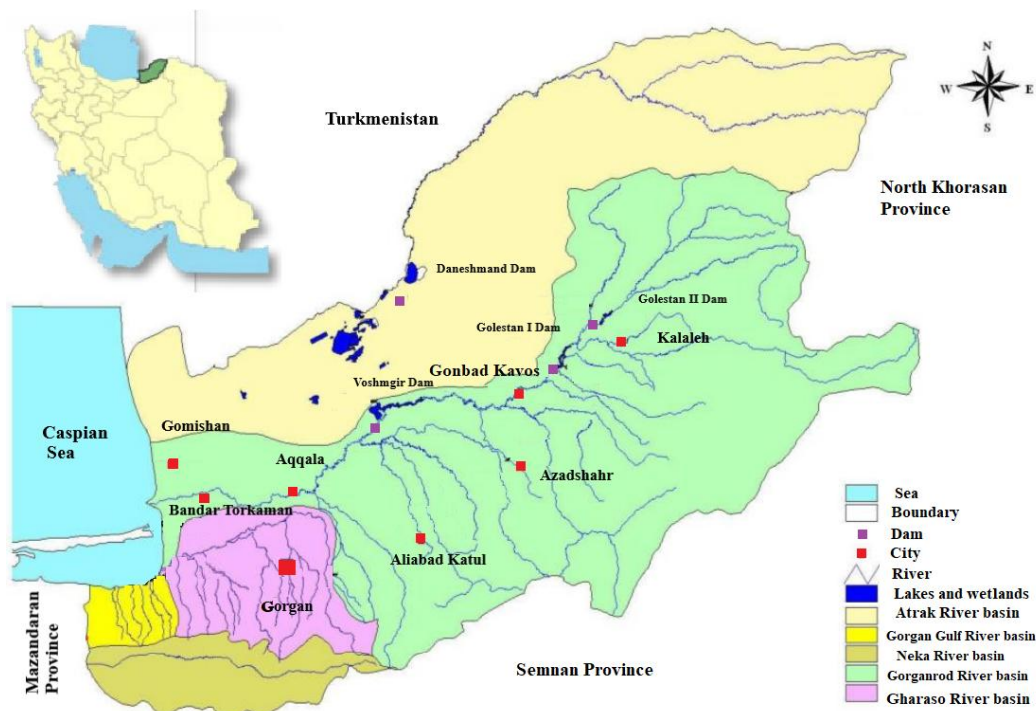 N
W
E
S
Turkmenistan
North Khorasan
Province
Daneshmand Dam
Golestan II Dam
Golestan I Dam
Kalaleh
Gonbad Kavos
Voshmgir Dam
Gomishan
Caspian
Sea
Aqqala
Azadshahr
Bandar Torkaman
Aliabad Katul
Gorgan
Mazandaran
Province
Semnan Province
Sea
Boundary
Dam
City
River
Lakes and wetlands
Atrak River basin
Gorgan Gulf River basin
Neka River basin
Gorganrod River basin
Gharaso River basin